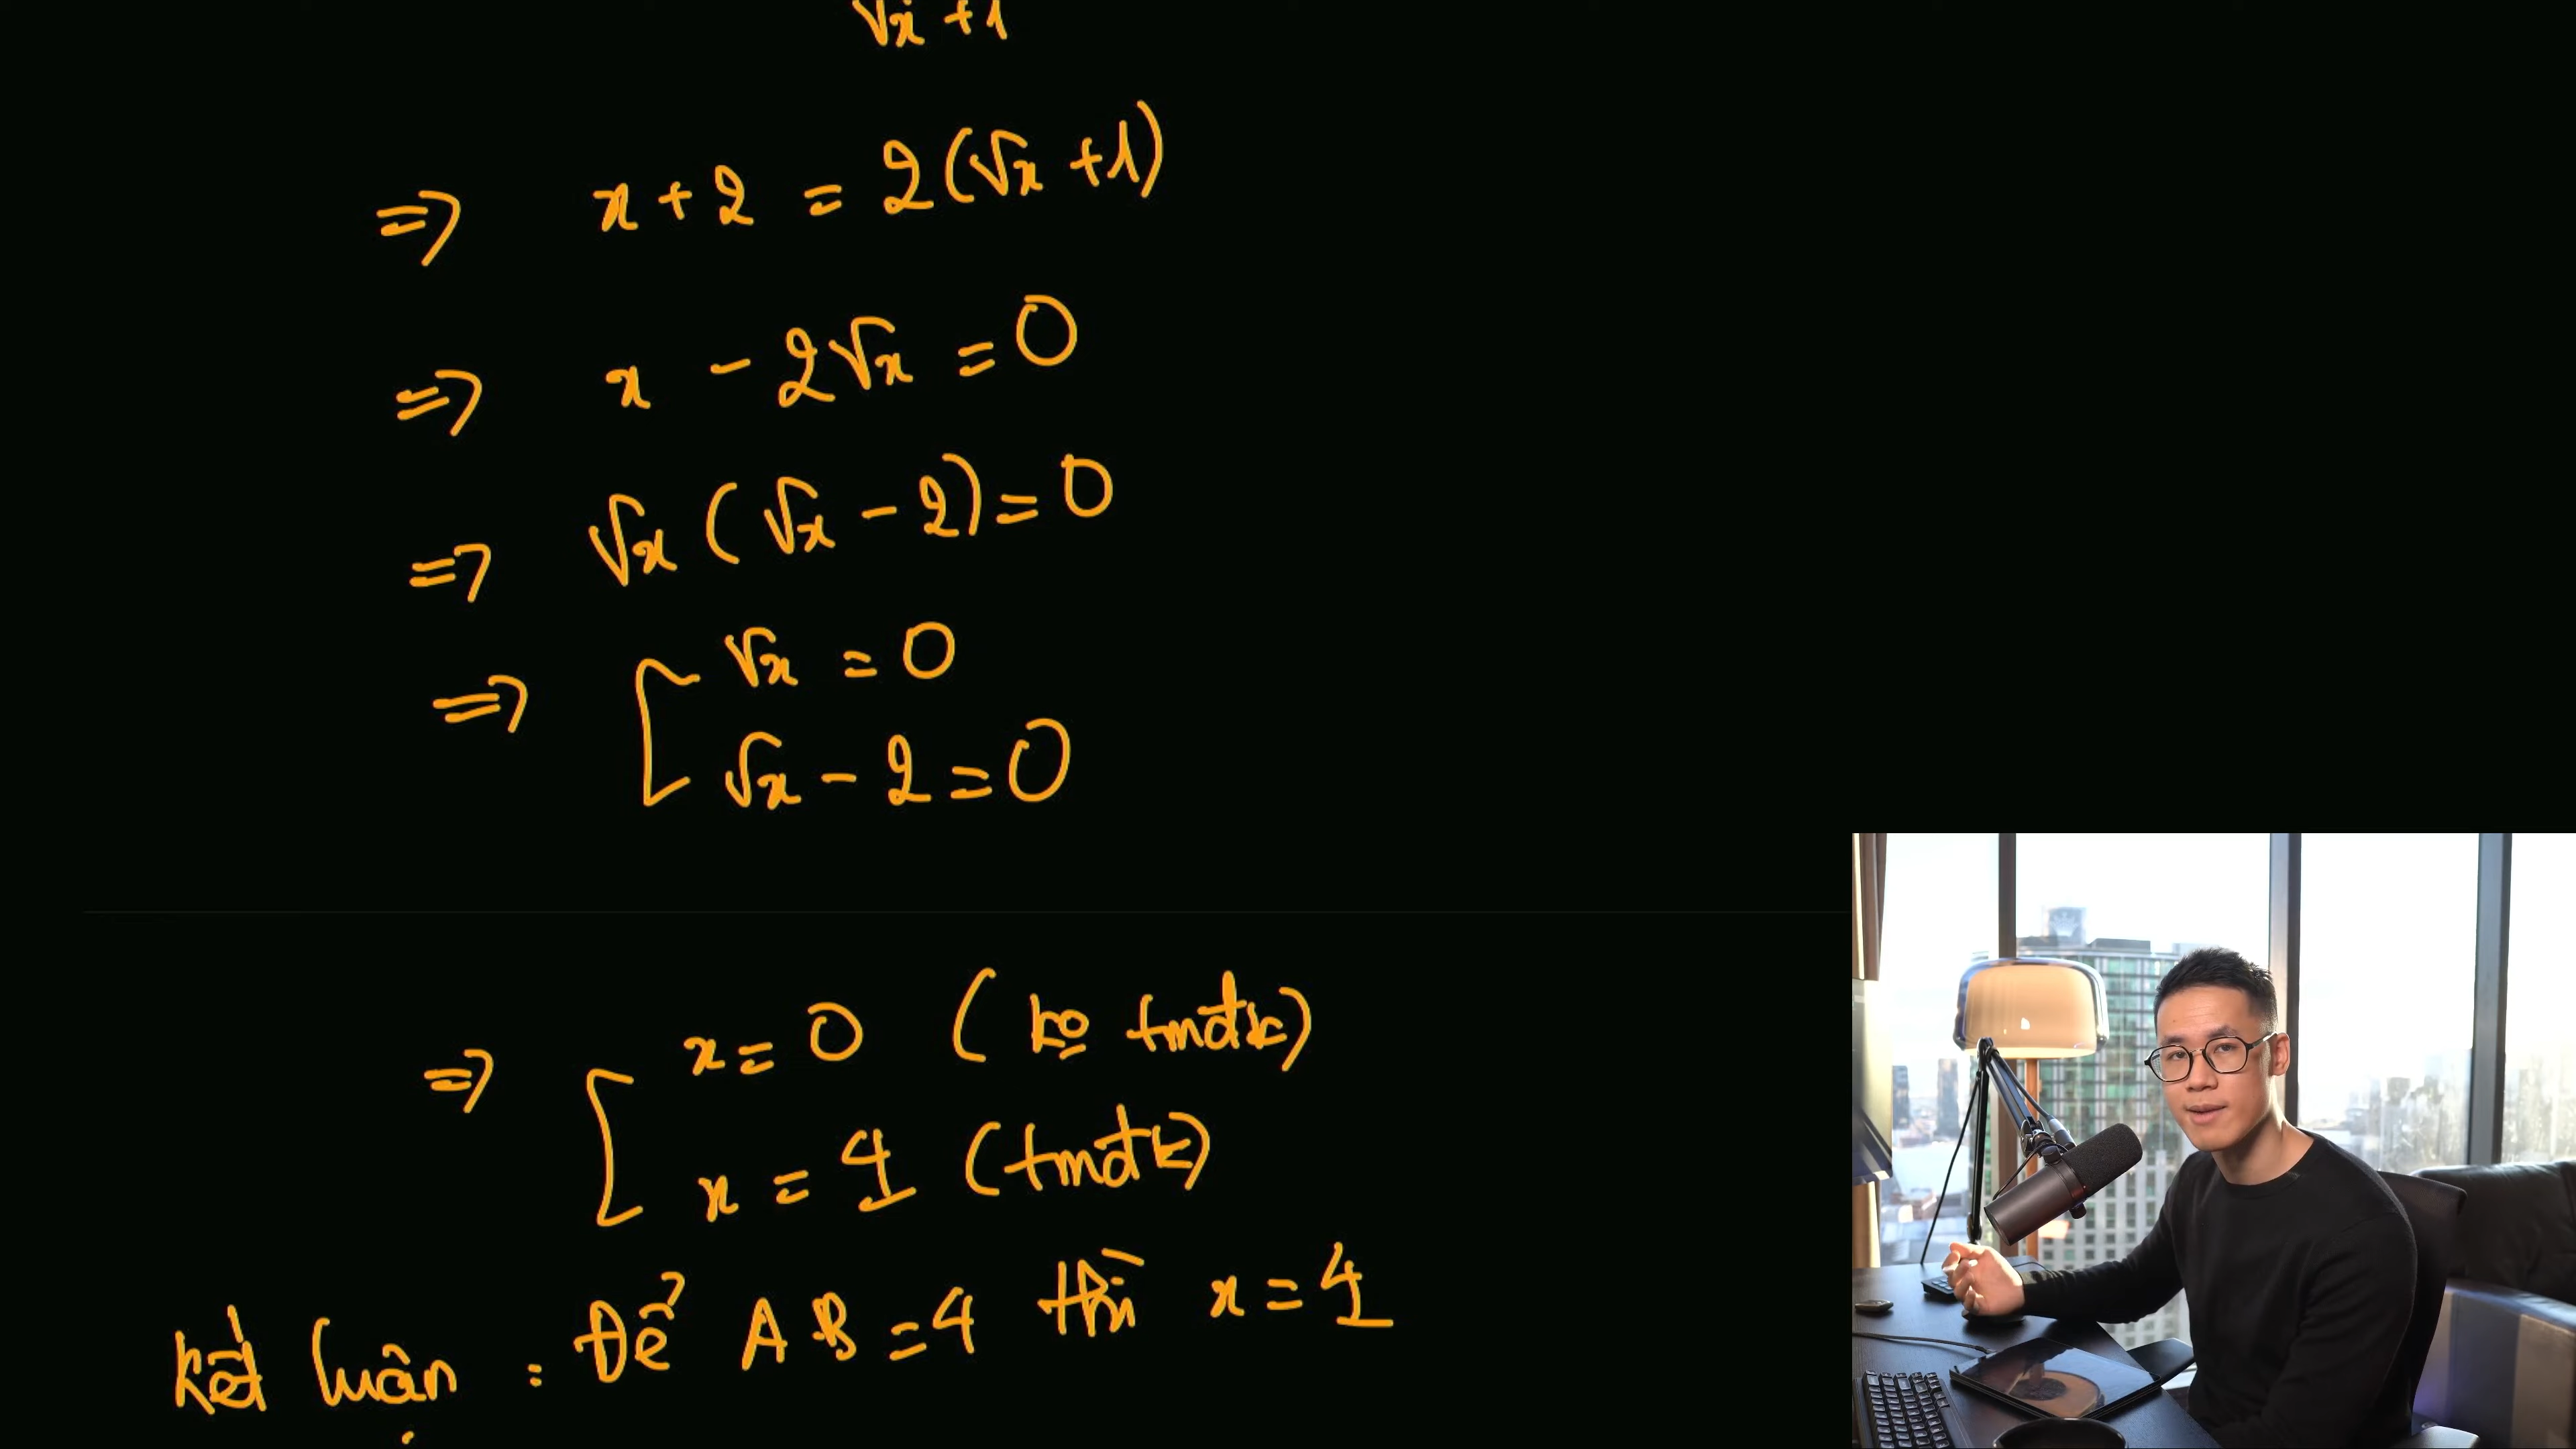 √x + 1
=> x + 2 = 2(√x + 1)
=> x - 2√x = 0
=> √x (√x - 2) = 0
=> [ √x = 0
√x - 2 = 0
=> [ x = 0 (ko tmđk)
x = 4 (tmđk)
Kết luận : Để AB = 4 thì x = 4